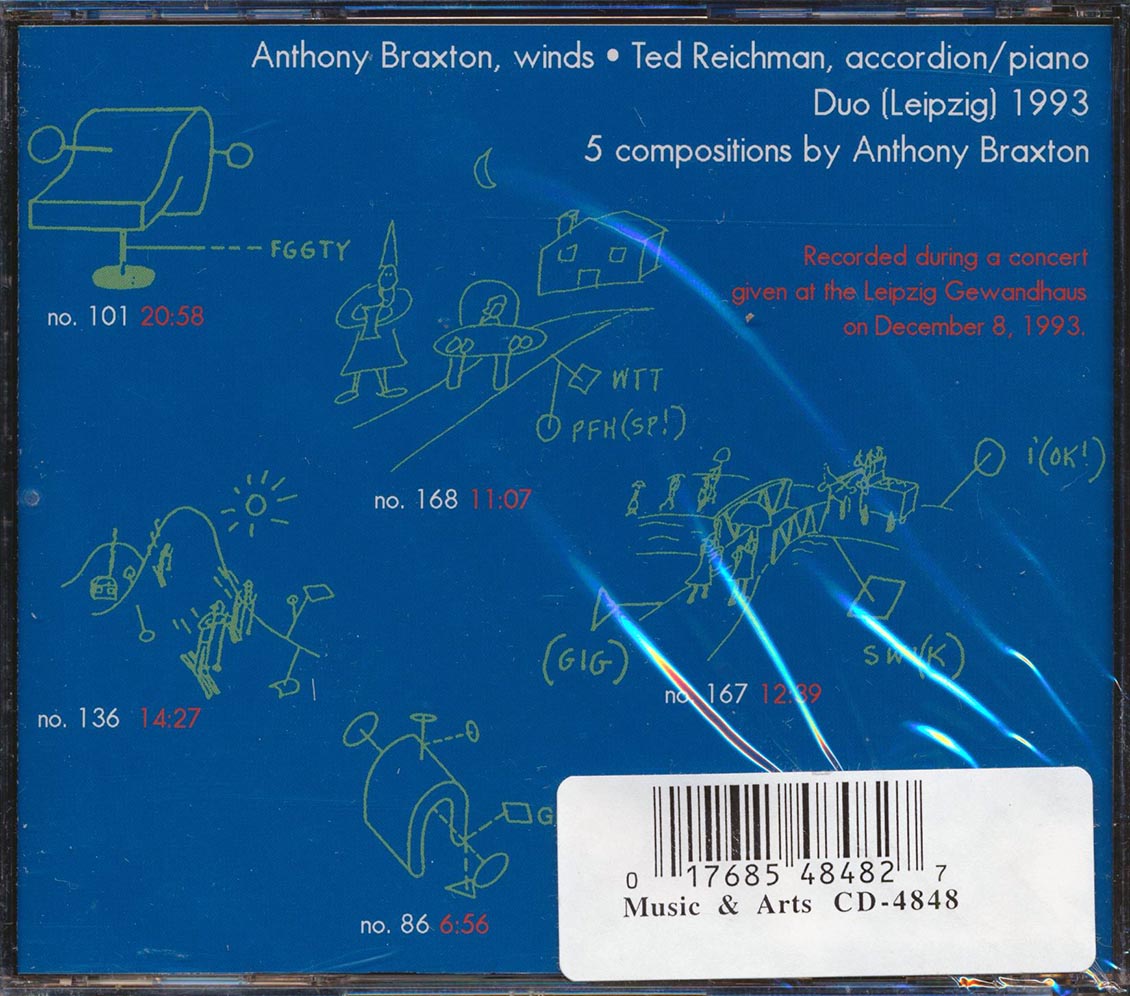 Anthony Braxton, winds • Ted Reichman, accordion/piano
Duo (Leipzig) 1993
5 compositions by Anthony Braxton
Recorded during a concert
given at the Leipzig Gewandhaus
on December 8, 1993.
FGGTY
no. 101 20:58
WTT
PFH(SP!)
no. 168 11:07
i(OK!)
(GIG)
no. 167 12:39
no. 136 14:27
G
no. 86 6:56
0 17685 48482 7
Music & Arts CD-4848